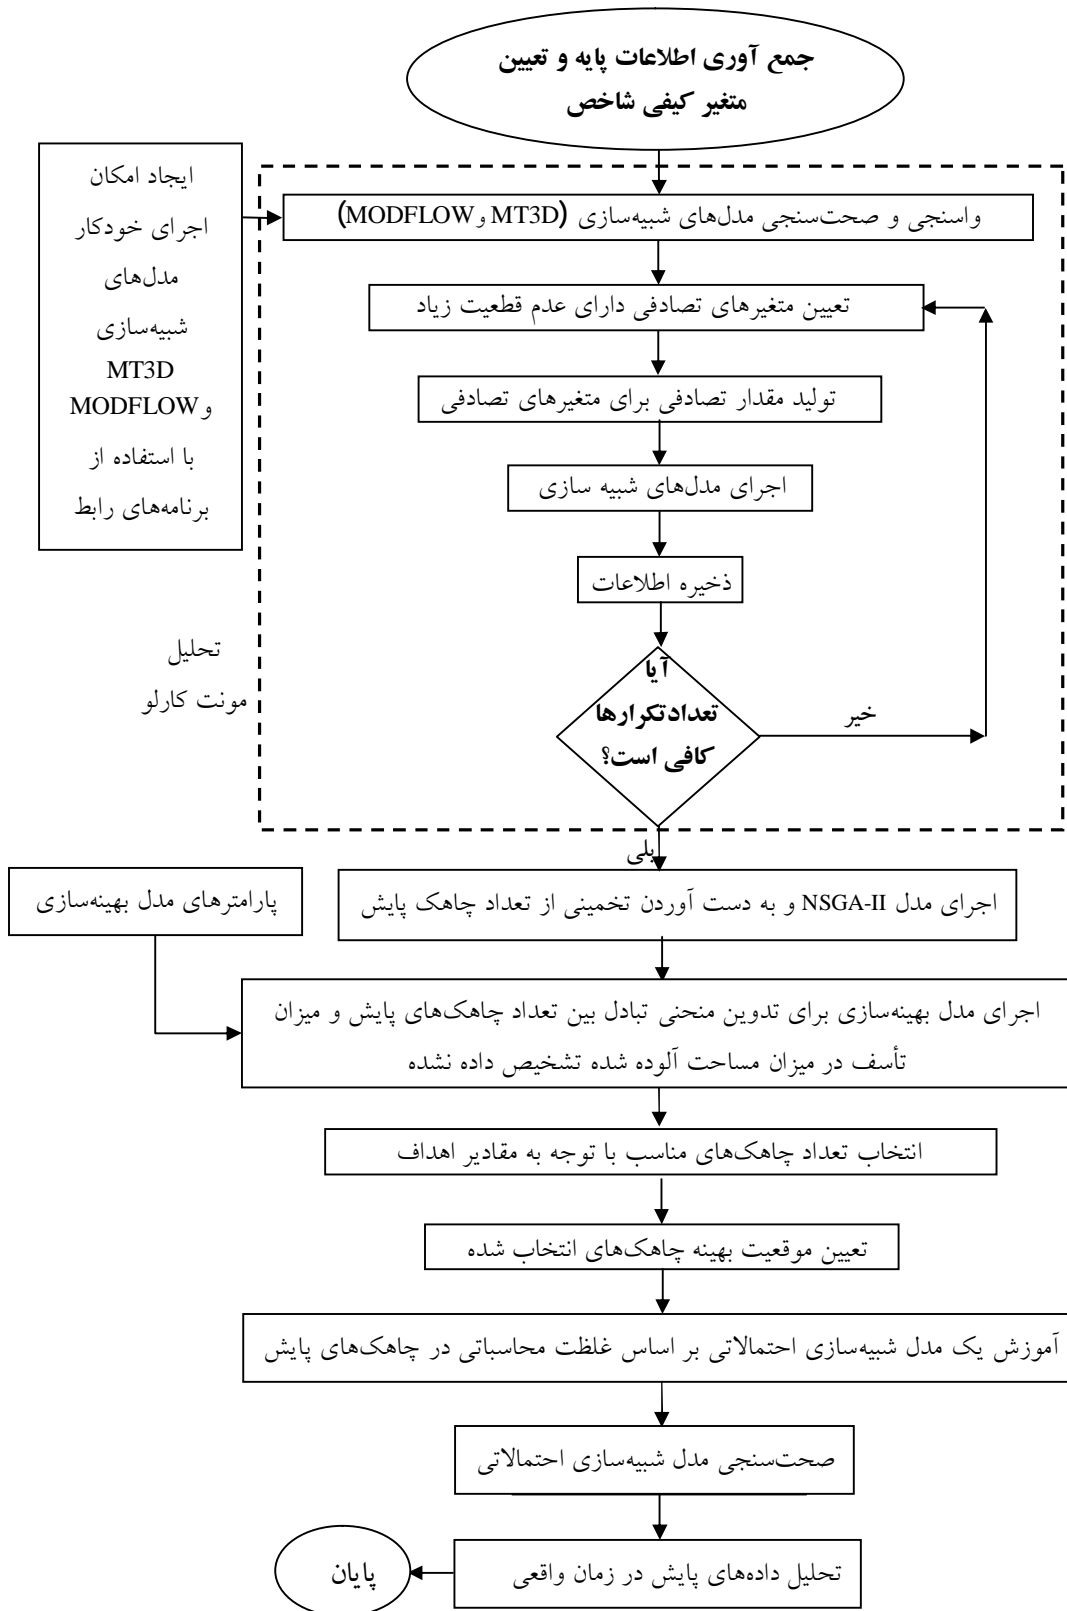 جمع آوری اطلاعات پایه و تعیین
متغیر کیفی شاخص
ایجاد امکان
اجرای خودکار
مدل‌های
شبیه‌سازی
MT3D
و MODFLOW
با استفاده از
برنامه‌های رابط
واسنجی و صحت‌سنجی مدل‌های شبیه‌سازی (MT3D و MODFLOW)
تعیین متغیرهای تصادفی دارای عدم قطعیت زیاد
تولید مقدار تصادفی برای متغیرهای تصادفی
اجرای مدل‌های شبیه سازی
ذخیره اطلاعات
تحلیل
مونت کارلو
آیا
تعدادتکرارها
کافی است؟
خیر
بلی
پارامترهای مدل بهینه‌سازی
اجرای مدل NSGA-II و به دست آوردن تخمینی از تعداد چاهک پایش
اجرای مدل بهینه‌سازی برای تدوین منحنی تبادل بین تعداد چاهک‌های پایش و میزان
تأسف در میزان مساحت آلوده شده تشخیص داده نشده
انتخاب تعداد چاهک‌های مناسب با توجه به مقادیر اهداف
تعیین موقعیت بهینه چاهک‌های انتخاب شده
آموزش یک مدل شبیه‌سازی احتمالاتی بر اساس غلظت محاسباتی در چاهک‌های پایش
صحت‌سنجی مدل شبیه‌سازی احتمالاتی
تحلیل داده‌های پایش در زمان واقعی
پایان